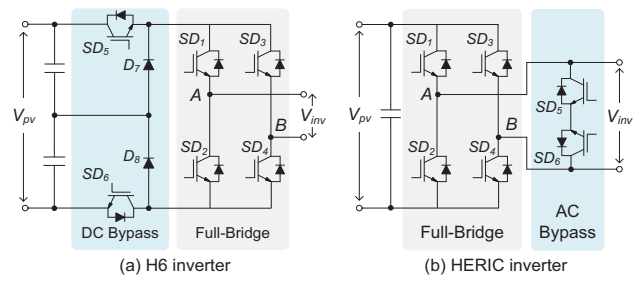 SD5
SD1
SD3
D7
A
Vpv
B
Vinv
D8
SD2
SD4
SD6
DC Bypass
Full-Bridge
(a) H6 inverter
SD1
SD3
A
Vpv
B
SD5
Vinv
SD2
SD4
SD6
Full-Bridge
AC
Bypass
(b) HERIC inverter